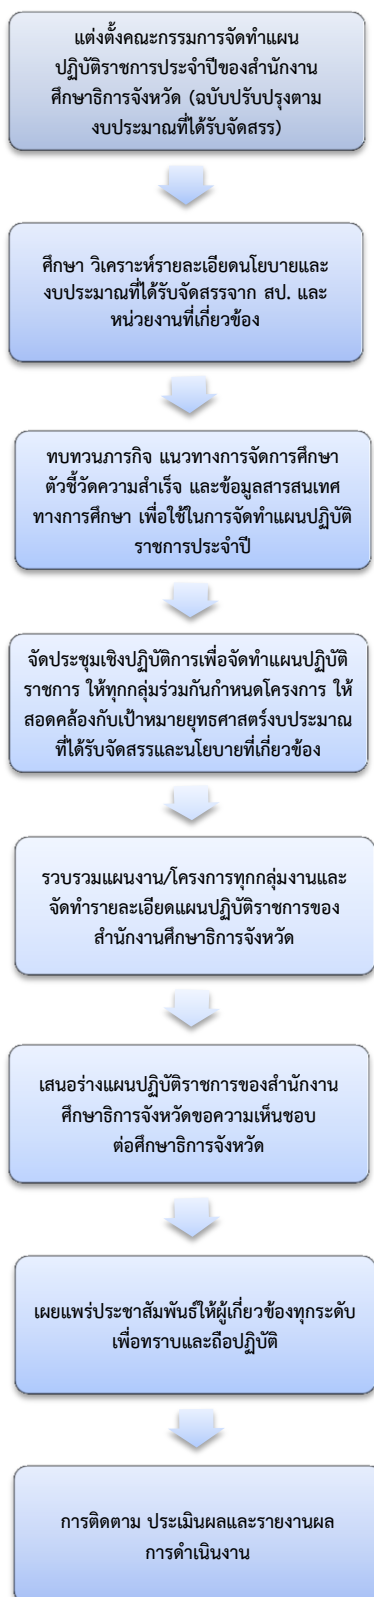 แต่งตั้งคณะกรรมการจัดทำแผน
ปฏิบัติราชการประจำปีของสำนักงาน
ศึกษาธิการจังหวัด (ฉบับปรับปรุงตาม
งบประมาณที่ได้รับจัดสรร)
ศึกษา วิเคราะห์รายละเอียดนโยบายและ
งบประมาณที่ได้รับจัดสรรจาก สป. และ
หน่วยงานที่เกี่ยวข้อง
ทบทวนภารกิจ แนวทางการจัดการศึกษา
ตัวชี้วัดความสำเร็จ และข้อมูลสารสนเทศ
ทางการศึกษา เพื่อใช้ในการจัดทำแผนปฏิบัติ
ราชการประจำปี
จัดประชุมเชิงปฏิบัติการเพื่อจัดทำแผนปฏิบัติ
ราชการ ให้ทุกกลุ่มร่วมกันกำหนดโครงการ ให้
สอดคล้องกับเป้าหมายยุทธศาสตร์งบประมาณ
ที่ได้รับจัดสรรและนโยบายที่เกี่ยวข้อง
รวบรวมแผนงาน/โครงการทุกกลุ่มงานและ
จัดทำรายละเอียดแผนปฏิบัติราชการของ
สำนักงานศึกษาธิการจังหวัด
เสนอร่างแผนปฏิบัติราชการของสำนักงาน
ศึกษาธิการจังหวัดขอความเห็นชอบ
ต่อศึกษาธิการจังหวัด
เผยแพร่ประชาสัมพันธ์ให้ผู้เกี่ยวข้องทุกระดับ
เพื่อทราบและถือปฏิบัติ
การติดตาม ประเมินผลและรายงานผล
การดำเนินงาน